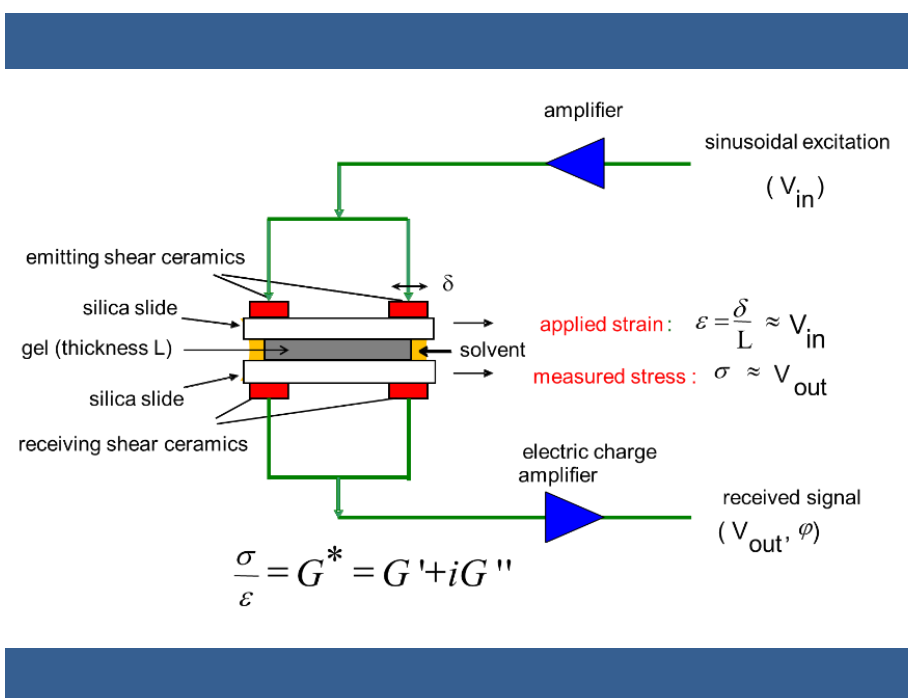 amplifier
sinusoidal excitation
( V_in )
emitting shear ceramics
δ
silica slide
applied strain : ε = δ/L ≈ V_in
gel (thickness L)
solvent
measured stress : σ ≈ V_out
silica slide
receiving shear ceramics
electric charge
amplifier
received signal
( V_out, φ)
σ/ε = G* = G'+iG"